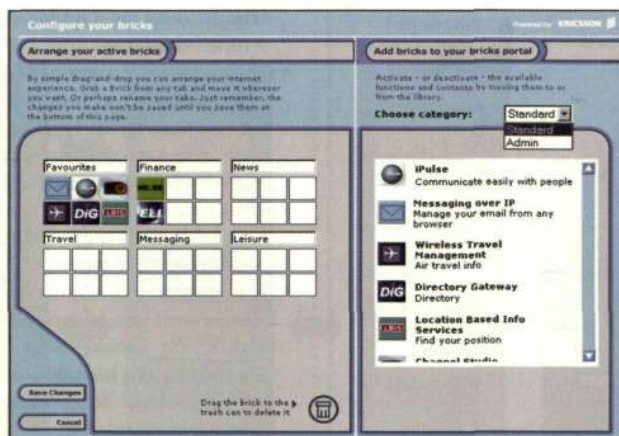 Configure your bricks
Powered by ERICSSON
Arrange your active bricks
By simple drag-and-drop you can arrange your internet
experience. Grab a Brick from any tab and move it wherever
you want. Or perhaps rename your tabs. Just remember, the
changes you make won't be saved until you save them at
the bottom of this page.
Favourites
Finance
News
DiG
LBIS
ELI
Travel
Messaging
Leisure
Save Changes
Cancel
Drag the brick to the
trash can to delete it
Add bricks to your bricks portal
Activate - or deactivate - the available
functions and contents by moving them to or
from the library.
Choose category:
Standard
Standard
Admin
iPulse
Communicate easily with people
Messaging over IP
Manage your email from any
browser
Wireless Travel
Management
Air travel info
DiG
Directory Gateway
Directory
LBIS
Location Based Info
Services
Find your position
Channel Studio